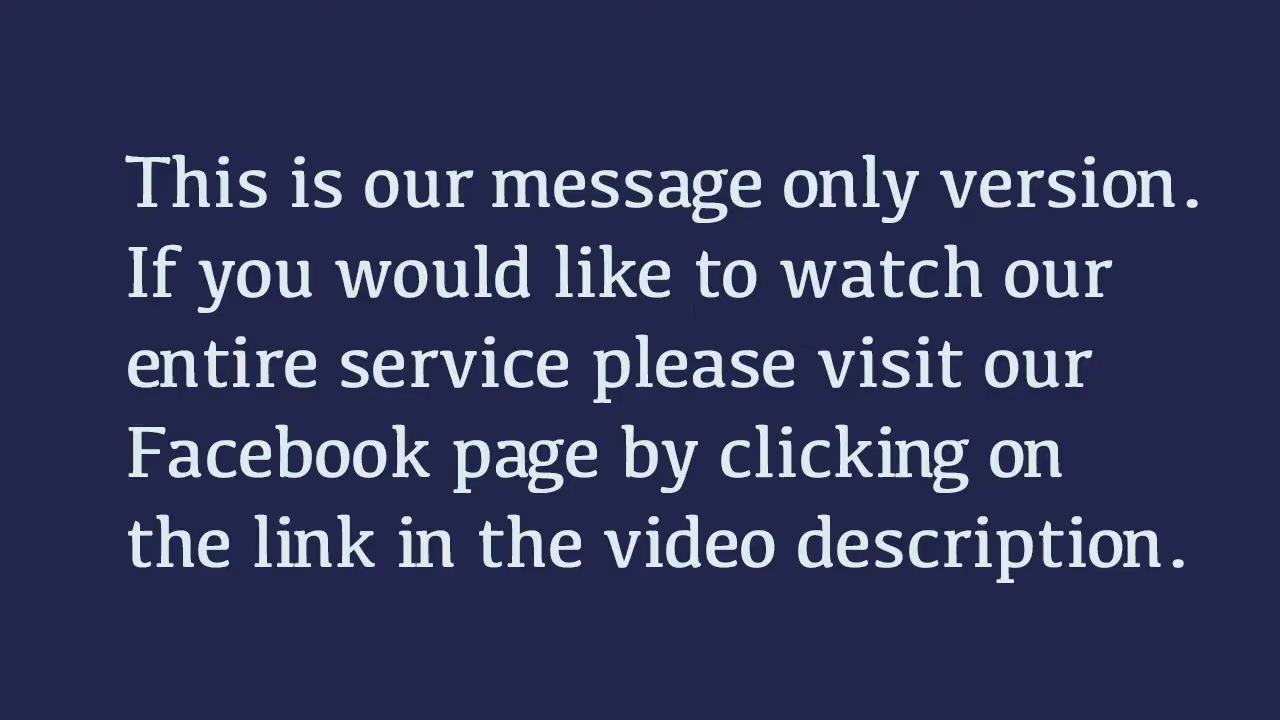 This is our message only version.
If you would like to watch our
entire service please visit our
Facebook page by clicking on
the link in the video description.